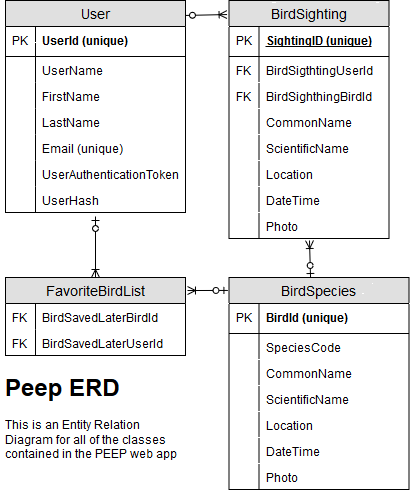 User
PK UserId (unique)
UserName
FirstName
LastName
Email (unique)
UserAuthenticationToken
UserHash
BirdSighting
PK SightingID (unique)
FK BirdSigthtingUserId
FK BirdSighthingBirdId
CommonName
ScientificName
Location
DateTime
Photo
FavoriteBirdList
FK BirdSavedLaterBirdId
FK BirdSavedLaterUserId
BirdSpecies
PK BirdId (unique)
SpeciesCode
CommonName
ScientificName
Location
DateTime
Photo
Peep ERD
This is an Entity Relation
Diagram for all of the classes
contained in the PEEP web app